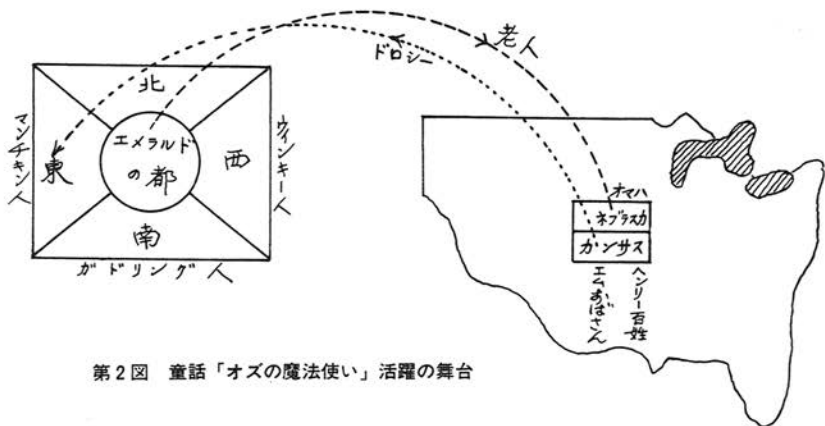 老人
ドロシー
北
マンチキン人
東
エメラルド
の都
西
ウィンキー人
南
ガドリング人
オマハ
ネブラスカ
カンサス
エムおばさん
ヘンリー百姓
第2図 童話「オズの魔法使い」活躍の舞台